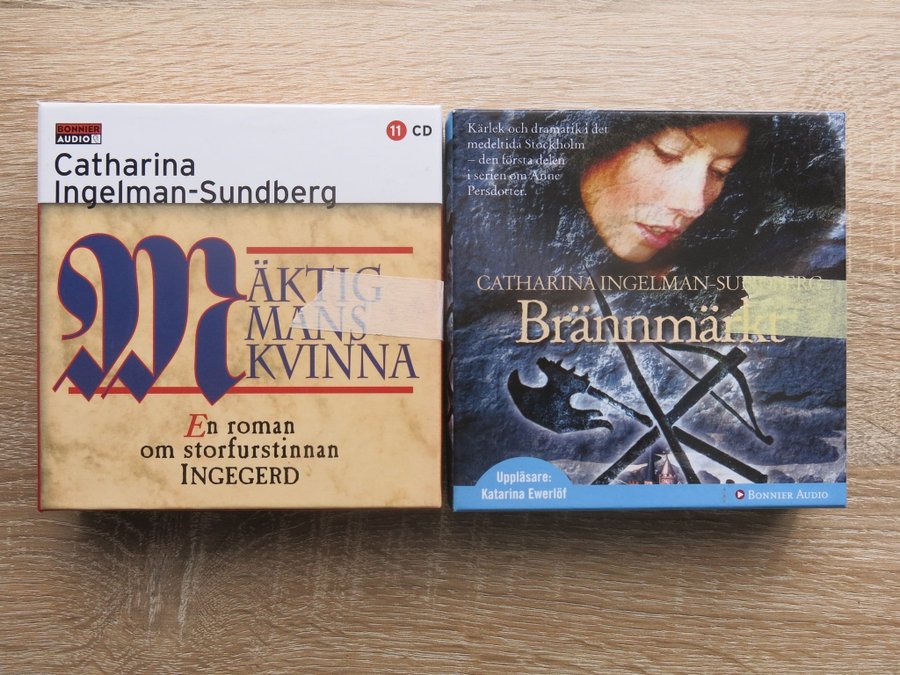 BONNIER
AUDIO
11 CD
Catharina
Ingelman-Sundberg
MÄKTIG
MANS
KVINNA
En roman
om storfurstinnan
INGEGERD
Kärlek och dramatik i det
medeltida Stockholm
– den första delen
i serien om Anne
Persdotter.
CATHARINA INGELMAN-SUNDBERG
Brännmärkt
Uppläsare:
Katarina Ewerlöf
BONNIER AUDIO